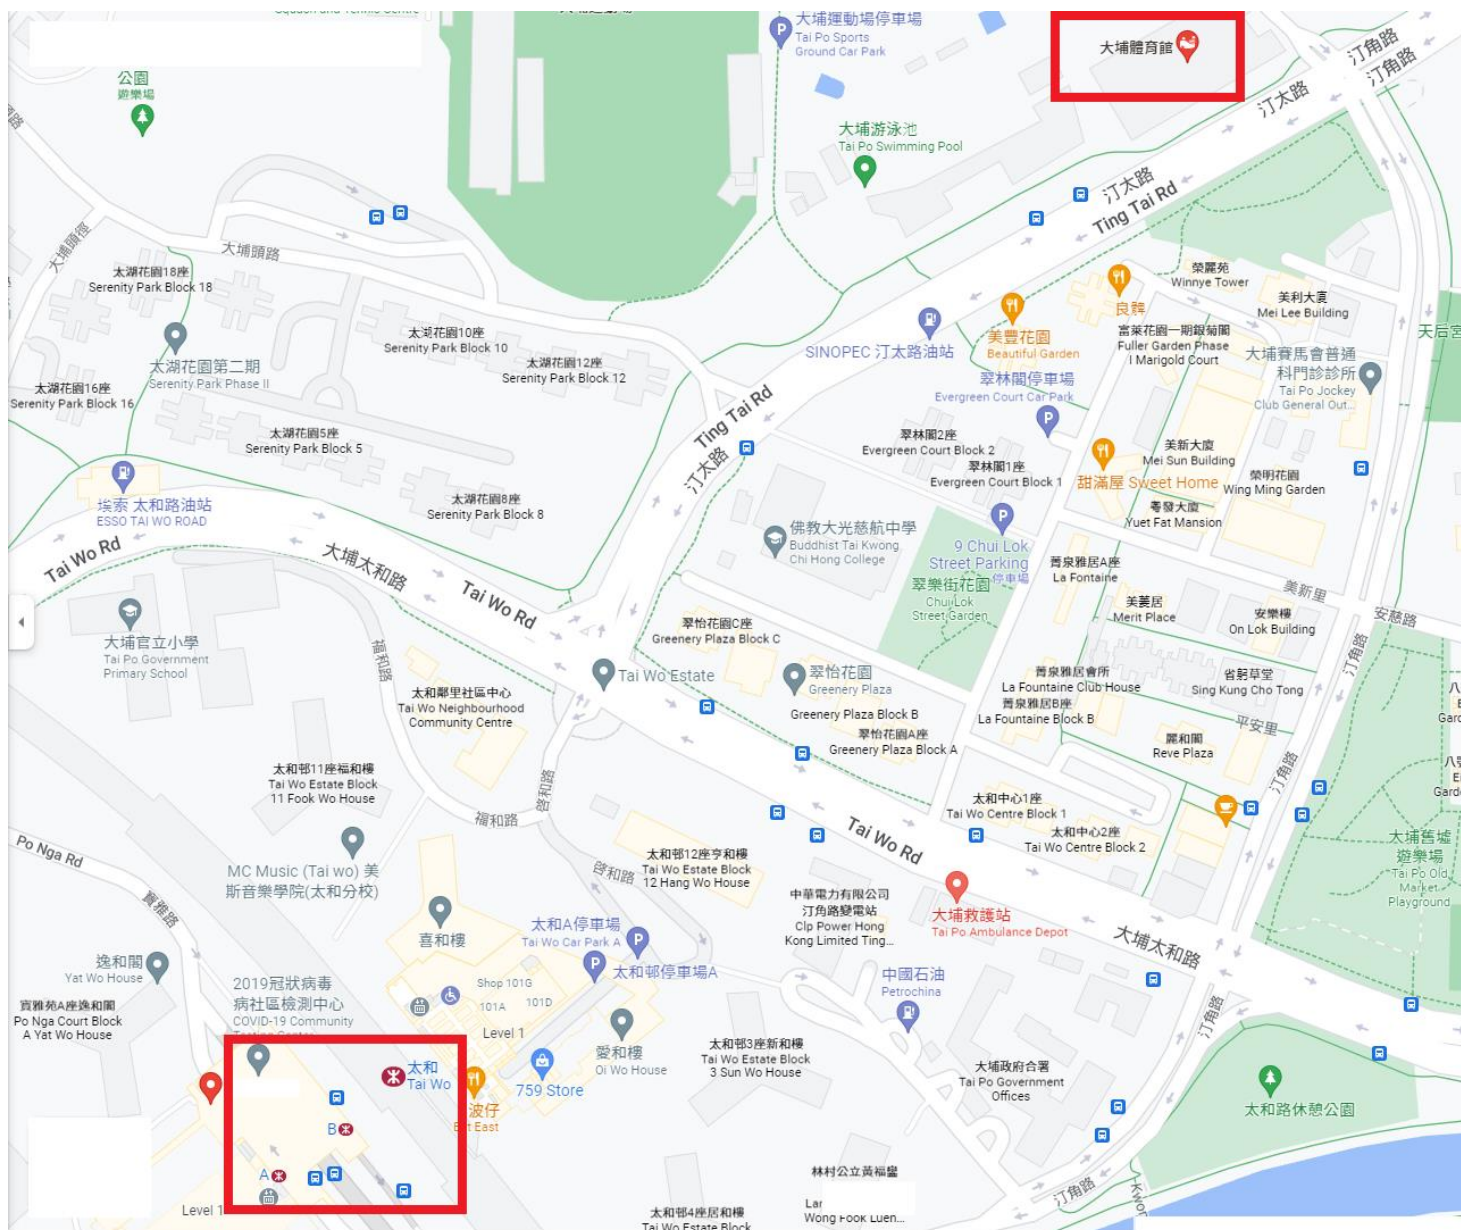 大埔運動場停車場
Tai Po Sports
Ground Car Park
大埔體育館
汀角路
汀角路
汀太路
公園
遊樂場
大埔游泳池
Tai Po Swimming Pool
汀太路
Ting Tai Rd
大埔頭徑
大埔頭路
太湖花園18座
Serenity Park Block 18
榮麗苑
Winnye Tower
美利大廈
Mei Lee Building
良舞
太湖花園10座
Serenity Park Block 10
SINOPEC 汀太路油站
美豐花園
Beautiful Garden
富萊花園一期銀菊閣
Fuller Garden Phase
I Marigold Court
天后宮
太湖花園第二期
Serenity Park Phase II
太湖花園12座
Serenity Park Block 12
大埔賽馬會普通
科門診診所
Tai Po Jockey
Club General Out...
太湖花園16座
Serenity Park Block 16
翠林閣停車場
Evergreen Court Car Park
Ting Tai Rd
汀太路
太湖花園5座
Serenity Park Block 5
翠林閣2座
Evergreen Court Block 2
翠林閣1座
Evergreen Court Block 1
美新大廈
Mei Sun Building
甜滿屋 Sweet Home
榮明花園
Wing Ming Garden
埃索 太和路油站
ESSO TAI WO ROAD
太湖花園8座
Serenity Park Block 8
粵發大廈
Yuet Fat Mansion
佛教大光慈航中學
Buddhist Tai Kwong
Chi Hong College
9 Chui Lok
Street Parking
停車場
Tai Wo Rd
大埔太和路
Tai Wo Rd
菁泉雅居A座
La Fontaine
翠樂街花園
Chui Lok
Street Garden
美菱居
Merit Place
美新里
安慈路
安樂樓
On Lok Building
汀角路
大埔官立小學
Tai Po Government
Primary School
福和路
翠怡花園C座
Greenery Plaza Block C
Tai Wo Estate
翠怡花園
Greenery Plaza
菁泉雅居會所
La Fountaine Club House
省躬草堂
Sing Kung Cho Tong
太和鄰里社區中心
Tai Wo Neighbourhood
Community Centre
Greenery Plaza Block B
菁泉雅居B座
La Fountaine Block B
翠怡花園A座
Greenery Plaza Block A
平安里
麗和閣
Reve Plaza
汀角路
太和邨11座福和樓
Tai Wo Estate Block
11 Fook Wo House
啓和路
福和路
太和中心1座
Tai Wo Centre Block 1
太和中心2座
Tai Wo Centre Block 2
Tai Wo Rd
Po Nga Rd
寶雅路
MC Music (Tai wo) 美
斯音樂學院(太和分校)
啓和路
太和邨12座亨和樓
Tai Wo Estate Block
12 Hang Wo House
大埔舊墟
遊樂場
Tai Po Old
Market
Playground
中華電力有限公司
汀角路變電站
Clp Power Hong
Kong Limited Ting...
大埔救護站
Tai Po Ambulance Depot
大埔太和路
喜和樓
太和A停車場
Tai Wo Car Park A
太和邨停車場A
逸和閣
Yat Wo House
2019冠狀病毒
病社區檢測中心
COVID-19 Community
Shop 101G
101A
101D
Level 1
中國石油
Petrochina
汀角路
寶雅苑A座逸和閣
Po Nga Court Block
A Yat Wo House
愛和樓
Oi Wo House
太和邨3座新和樓
Tai Wo Estate Block
3 Sun Wo House
太和
Tai Wo
759 Store
大埔政府合署
Tai Po Government
Offices
太和路休憩公園
波仔
East
B
A
Level 1
林村公立黃福鑾
Wong Fook Luen...
太和邨4座居和樓
Tai Wo Estate Block
汀角路
Kwon